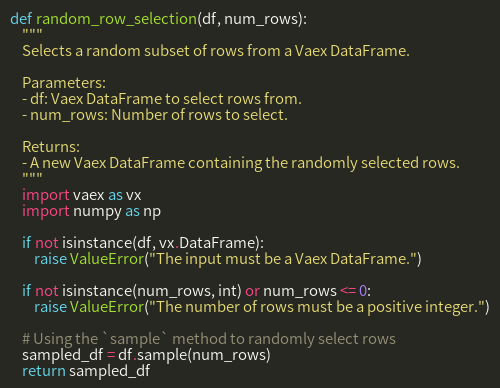 def random_row_selection(df, num_rows):
    """
    Selects a random subset of rows from a Vaex DataFrame.

    Parameters:
    - df: Vaex DataFrame to select rows from.
    - num_rows: Number of rows to select.

    Returns:
    - A new Vaex DataFrame containing the randomly selected rows.
    """
    import vaex as vx
    import numpy as np

    if not isinstance(df, vx.DataFrame):
        raise ValueError("The input must be a Vaex DataFrame.")

    if not isinstance(num_rows, int) or num_rows <= 0:
        raise ValueError("The number of rows must be a positive integer.")

    # Using the `sample` method to randomly select rows
    sampled_df = df.sample(num_rows)
    return sampled_df